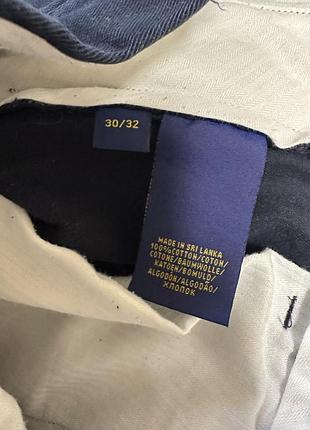 30/32
MADE IN SRI LANKA
100%COTTON/COTON/
COTONE/BAUMWOLLE/
KATOEN/BOMULD/
ALGODÓN/ALGODÃO/
ХЛОПОК